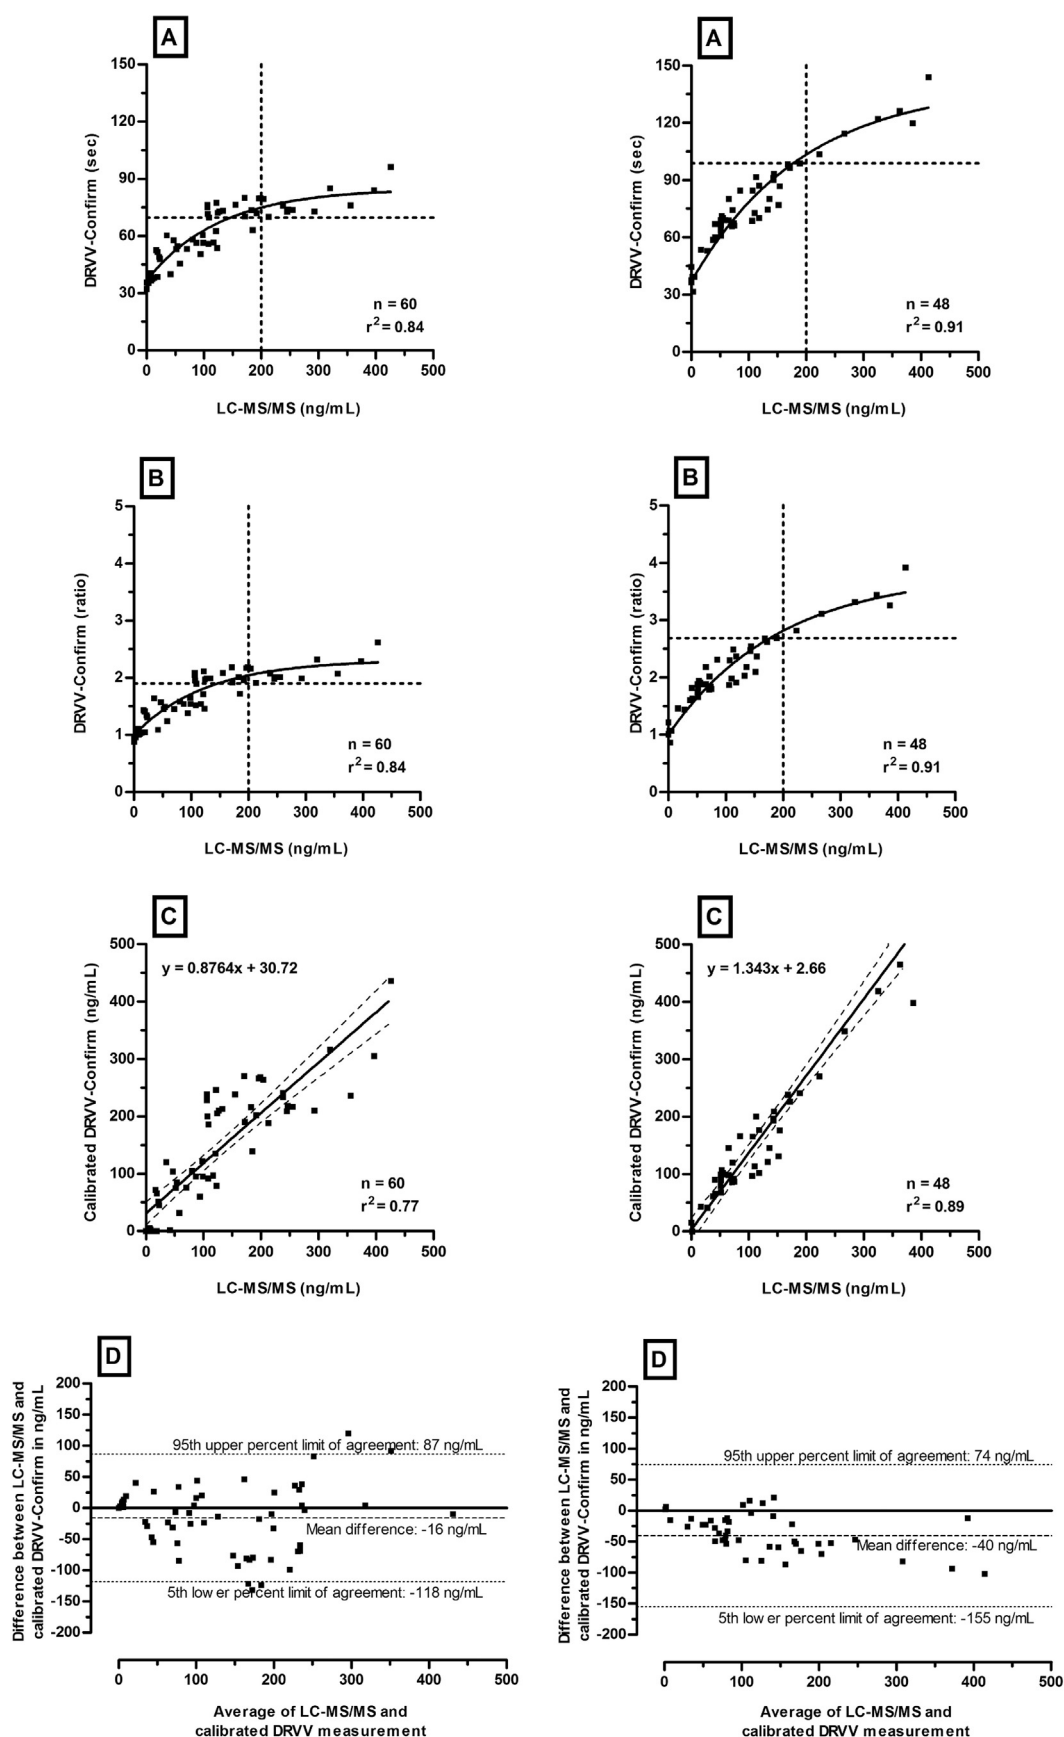 A
150
120
90
60
30
0
DRVV-Confirm (sec)
n = 60
r2 = 0.84
0 100 200 300 400 500
LC-MS/MS (ng/mL)
A
150
120
90
60
30
0
DRVV-Confirm (sec)
n = 48
r2 = 0.91
0 100 200 300 400 500
LC-MS/MS (ng/mL)
B
5
4
3
2
1
0
DRVV-Confirm (ratio)
n = 60
r2 = 0.84
0 100 200 300 400 500
LC-MS/MS (ng/mL)
B
5
4
3
2
1
0
DRVV-Confirm (ratio)
n = 48
r2 = 0.91
0 100 200 300 400 500
LC-MS/MS (ng/mL)
C
500
400
300
200
100
0
Calibrated DRVV-Confirm (ng/mL)
y = 0.8764x + 30.72
n = 60
r2 = 0.77
0 100 200 300 400 500
LC-MS/MS (ng/mL)
C
500
400
300
200
100
0
Calibrated DRVV-Confirm (ng/mL)
y = 1.343x + 2.66
n = 48
r2 = 0.89
0 100 200 300 400 500
LC-MS/MS (ng/mL)
D
Difference between LC-MS/MS and
calibrated DRVV-Confirm in ng/mL
200
150
100
50
0
-50
-100
-150
-200
95th upper percent limit of agreement: 87 ng/mL
Mean difference: -16 ng/mL
5th lower percent limit of agreement: -118 ng/mL
0 100 200 300 400 500
Average of LC-MS/MS and
calibrated DRVV measurement
D
Difference between LC-MS/MS and
calibrated DRVV-Confirm in ng/mL
200
150
100
50
0
-50
-100
-150
-200
95th upper percent limit of agreement: 74 ng/mL
Mean difference: -40 ng/mL
5th lower percent limit of agreement: -155 ng/mL
0 100 200 300 400 500
Average of LC-MS/MS and
calibrated DRVV measurement